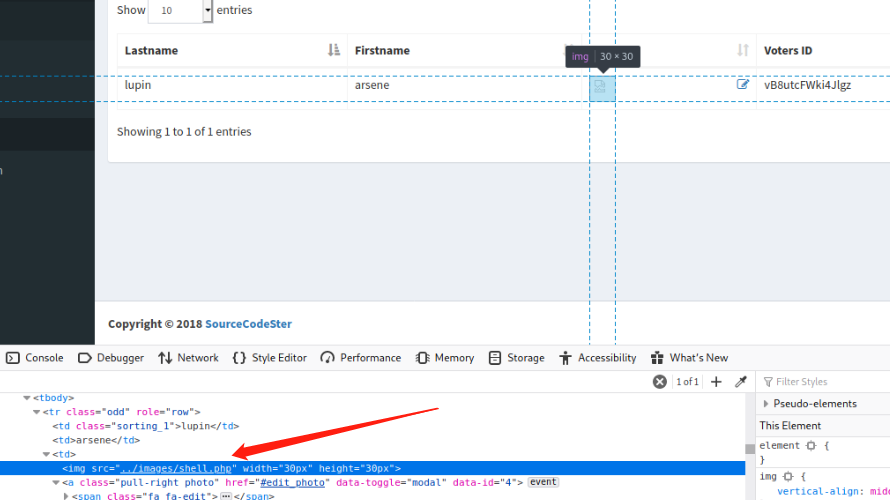 Show 10 entries
Lastname Firstname Voters ID
img 30 × 30
lupin arsene vB8utcFWki4Jlgz
Showing 1 to 1 of 1 entries
Copyright © 2018 SourceCodeSter
Console Debugger Network Style Editor Performance Memory Storage Accessibility What's New
1 of 1 Filter Styles
<tbody>
<tr class="odd" role="row">
<td class="sorting_1">lupin</td>
<td>arsene</td>
<td>
<img src="../images/shell.php" width="30px" height="30px">
<a class="pull-right photo" href="#edit_photo" data-toggle="modal" data-id="4"> event
<span class="fa fa-edit">…</span>
Pseudo-elements
This Element
element {
}
img {
vertical-align: